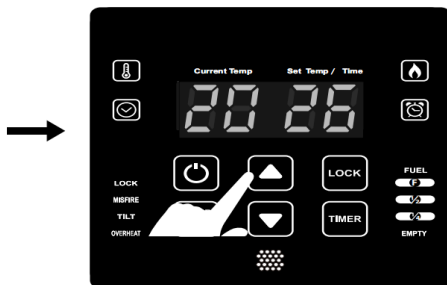 Current Temp Set Temp / Time
20 26
LOCK
MISFIRE
TILT
OVERHEAT
LOCK
TIMER
FUEL
F
1/2
1/4
EMPTY